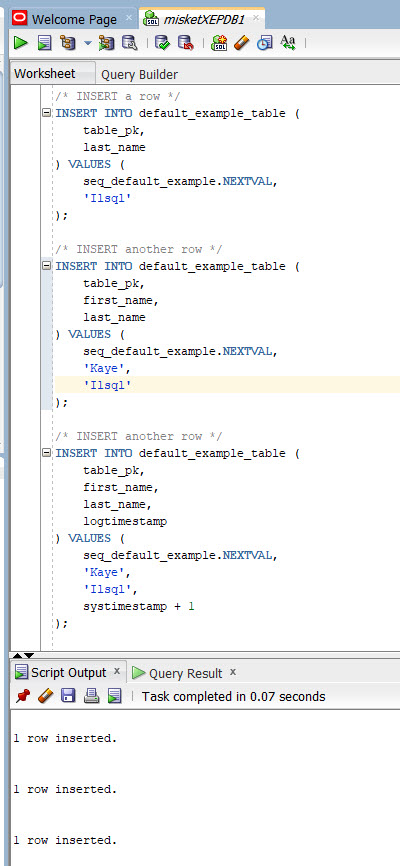 Welcome Page
misketXEPDB1
Worksheet
Query Builder
/* INSERT a row */
INSERT INTO default_example_table (
table_pk,
last_name
) VALUES (
seq_default_example.NEXTVAL,
'Ilsql'
);
/* INSERT another row */
INSERT INTO default_example_table (
table_pk,
first_name,
last_name
) VALUES (
seq_default_example.NEXTVAL,
'Kaye',
'Ilsql'
);
/* INSERT another row */
INSERT INTO default_example_table (
table_pk,
first_name,
last_name,
logtimestamp
) VALUES (
seq_default_example.NEXTVAL,
'Kaye',
'Ilsql',
systimestamp + 1
);
Script Output x
Query Result x
Task completed in 0.07 seconds
1 row inserted.
1 row inserted.
1 row inserted.